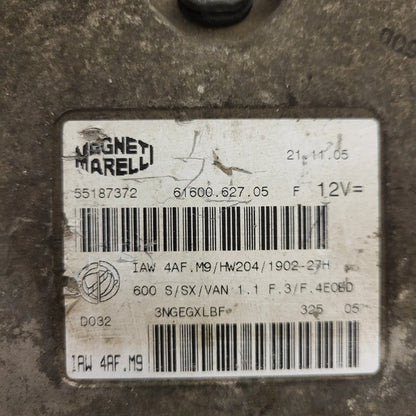 MAGNETI
MARELLI
21.11.05
55187372 61600.627.05 F 12V=
IAW 4AF.M9/HW204/1902-27H
600 S/SX/VAN 1.1 F.3/F.4EOBD
D032 3NGEGXLBF 325 05
IAW 4AF.M9